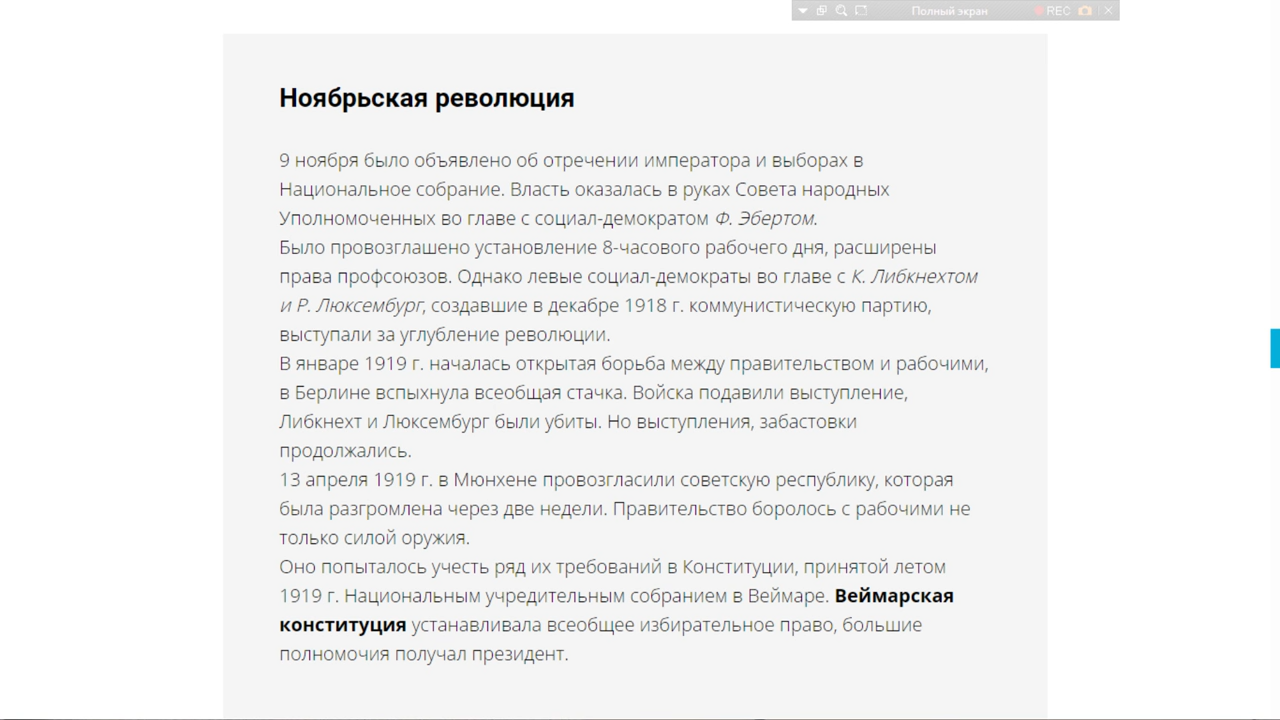 Полный экран
REC
Ноябрьская революция
9 ноября было объявлено об отречении императора и выборах в
Национальное собрание. Власть оказалась в руках Совета народных
Уполномоченных во главе с социал-демократом Ф. Эбертом.
Было провозглашено установление 8-часового рабочего дня, расширены
права профсоюзов. Однако левые социал-демократы во главе с К. Либкнехтом
и Р. Люксембург, создавшие в декабре 1918 г. коммунистическую партию,
выступали за углубление революции.
В январе 1919 г. началась открытая борьба между правительством и рабочими,
в Берлине вспыхнула всеобщая стачка. Войска подавили выступление,
Либкнехт и Люксембург были убиты. Но выступления, забастовки
продолжались.
13 апреля 1919 г. в Мюнхене провозгласили советскую республику, которая
была разгромлена через две недели. Правительство боролось с рабочими не
только силой оружия.
Оно попыталось учесть ряд их требований в Конституции, принятой летом
1919 г. Национальным учредительным собранием в Веймаре. Веймарская
конституция устанавливала всеобщее избирательное право, большие
полномочия получал президент.